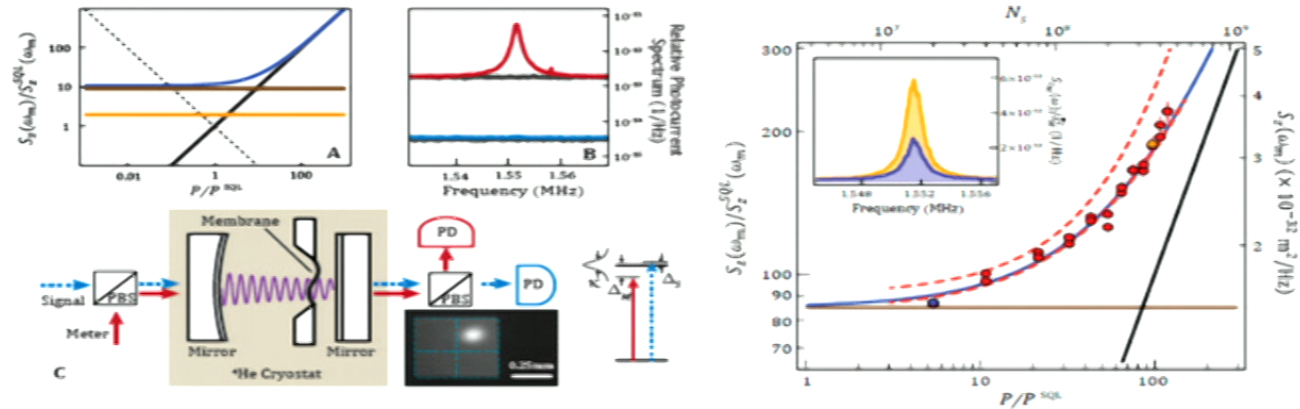 S_z(ω_m)/S_z^SQL(ω_m)
100
10
1
0.01
1
100
P/P^SQL
A
1.54
1.55
1.56
Frequency (MHz)
Relative Photocurrent
Spectrum (1/Hz)
B
Membrane
Signal
PBS
Meter
Mirror
Mirror
PBS
PD
PD
0.25mm
He Cryostat
C
N_s
10⁷
10⁸
10⁹
S_z(ω_m)/S_z^SQL(ω_m)
300
200
100
90
80
70
1
10
100
P/P^SQL
5
4
3
2
S_z(ω_m) (×10⁻³² m²/Hz)
1.548
1.552
1.556
Frequency (MHz)